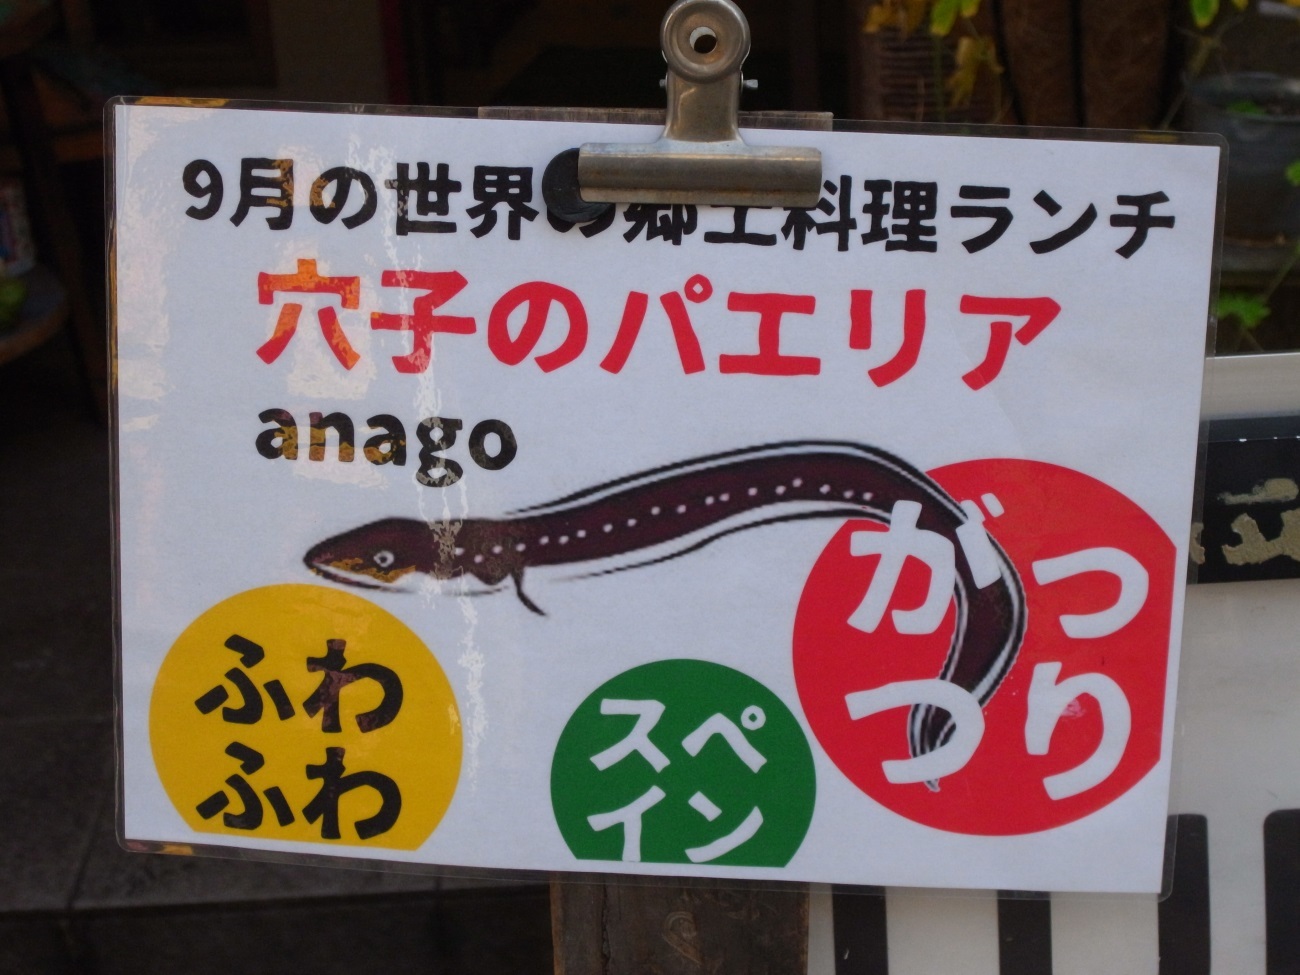 9月の世界の郷土料理ランチ
穴子のパエリア
anago
ふわ
ふわ
スペ
イン
がっ
つり